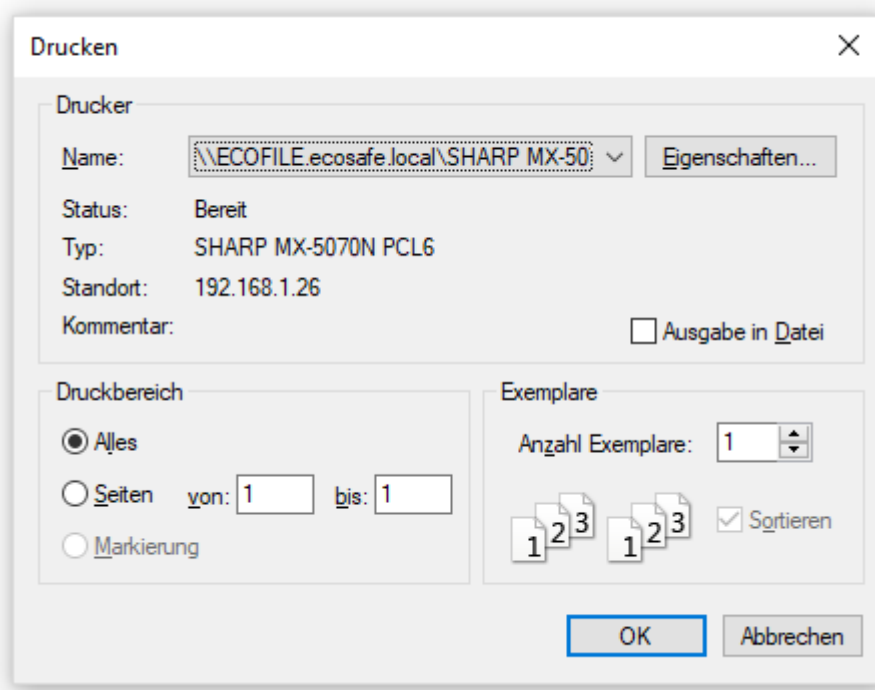 Drucken
Drucker
Name: \\ECOFILE.ecosafe.local\SHARP MX-50 Eigenschaften...
Status: Bereit
Typ: SHARP MX-5070N PCL6
Standort: 192.168.1.26
Kommentar:
Ausgabe in Datei
Druckbereich
Alles
Seiten von: 1 bis: 1
Markierung
Exemplare
Anzahl Exemplare: 1
1 2 3 1 2 3 Sortieren
OK Abbrechen